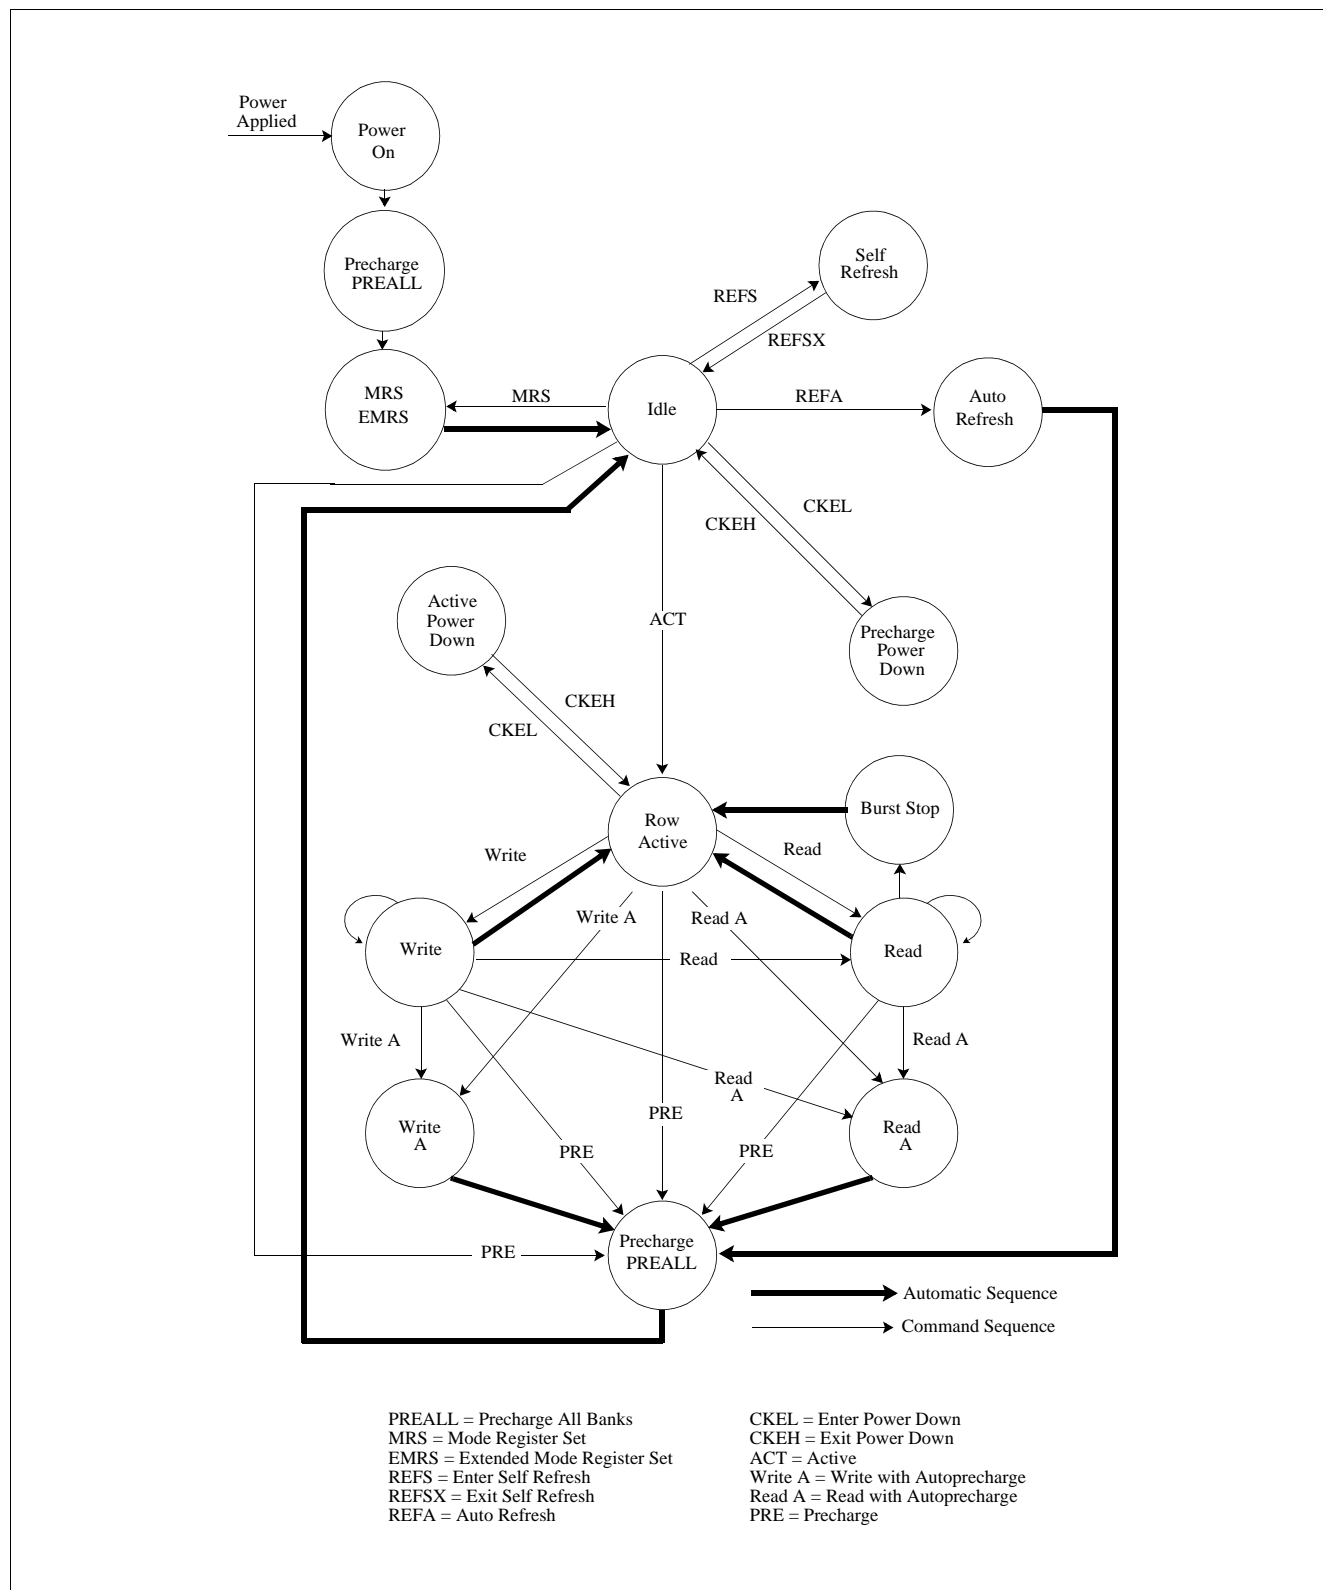 Power
Applied
Power
On
Precharge
PREALL
Self
Refresh
REFS
REFSX
MRS
EMRS
MRS
Idle
REFA
Auto
Refresh
CKEL
CKEH
Active
Power
Down
ACT
Precharge
Power
Down
CKEH
CKEL
Burst Stop
Row
Active
Write
Read
Write A
Read A
Write
Read
Read
Write A
Read A
Read
A
PRE
Write
A
Read
A
PRE
PRE
Precharge
PREALL
PRE
Automatic Sequence
Command Sequence
PREALL = Precharge All Banks
MRS = Mode Register Set
EMRS = Extended Mode Register Set
REFS = Enter Self Refresh
REFSX = Exit Self Refresh
REFA = Auto Refresh
CKEL = Enter Power Down
CKEH = Exit Power Down
ACT = Active
Write A = Write with Autoprecharge
Read A = Read with Autoprecharge
PRE = Precharge